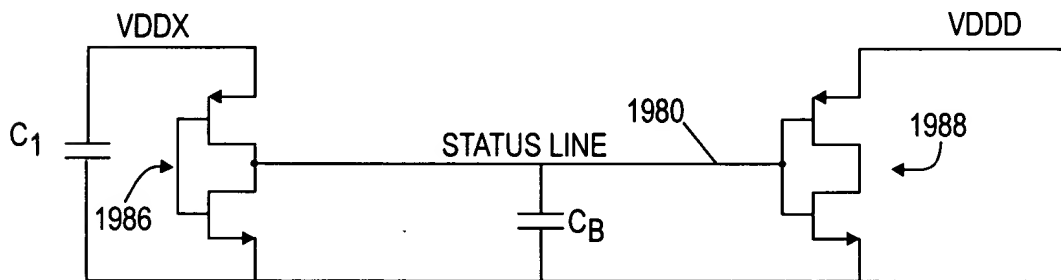 VDDX
VDDD
C1
1980
STATUS LINE
1988
1986
CB